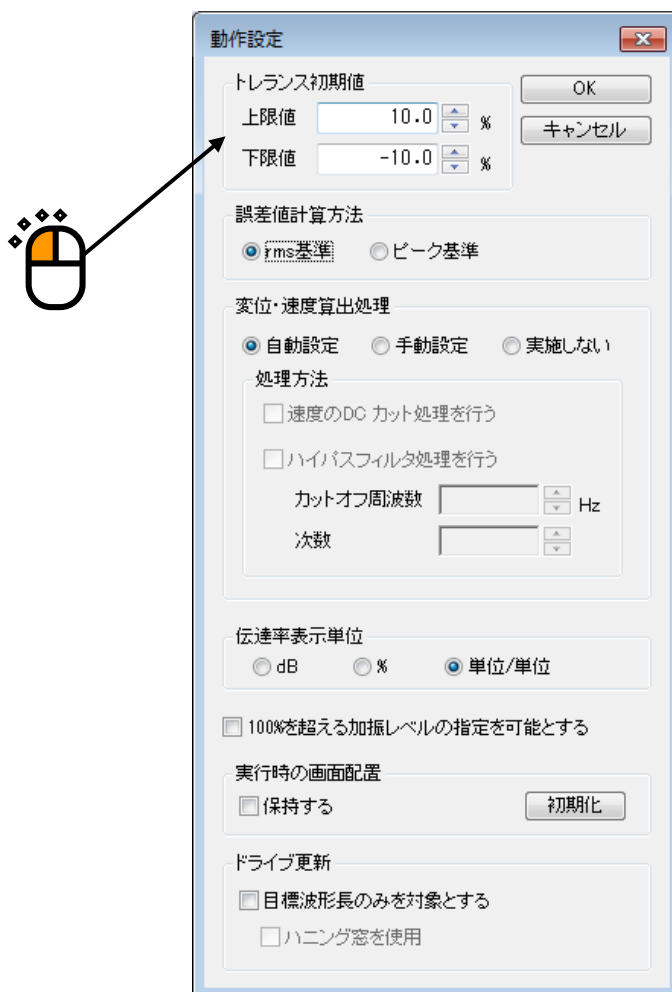 動作設定
トレランス初期値
上限値 10.0 %
下限値 -10.0 %
OK
キャンセル
誤差値計算方法
rms基準 ピーク基準
変位・速度算出処理
自動設定 手動設定 実施しない
処理方法
速度のDC カット処理を行う
ハイパスフィルタ処理を行う
カットオフ周波数 Hz
次数
伝達率表示単位
dB % 単位/単位
100%を超える加振レベルの指定を可能とする
実行時の画面配置
保持する 初期化
ドライブ更新
目標波形長のみを対象とする
ハニング窓を使用